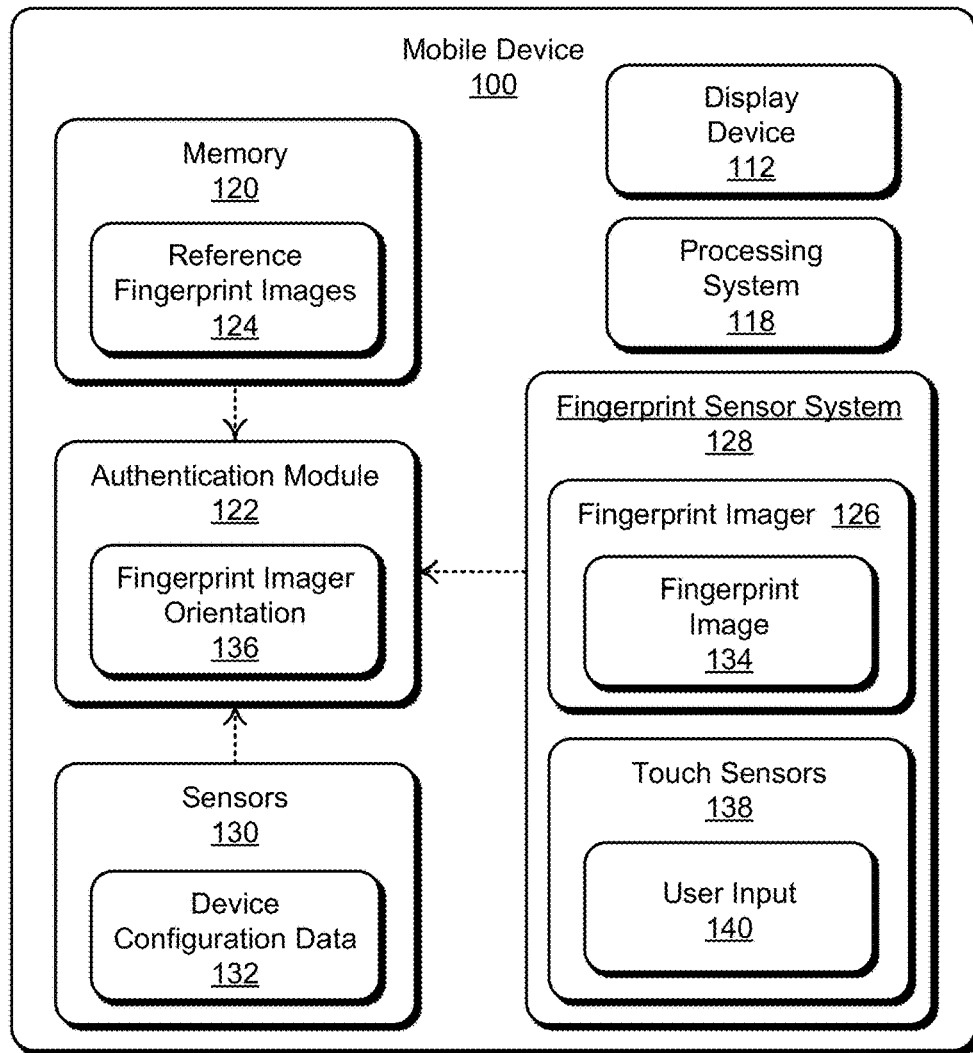 Mobile Device
100
Display
Device
112
Memory
120
Reference
Fingerprint Images
124
Processing
System
118
Fingerprint Sensor System
128
Authentication Module
122
Fingerprint Imager
Orientation
136
Fingerprint Imager 126
Fingerprint
Image
134
Sensors
130
Device
Configuration Data
132
Touch Sensors
138
User Input
140